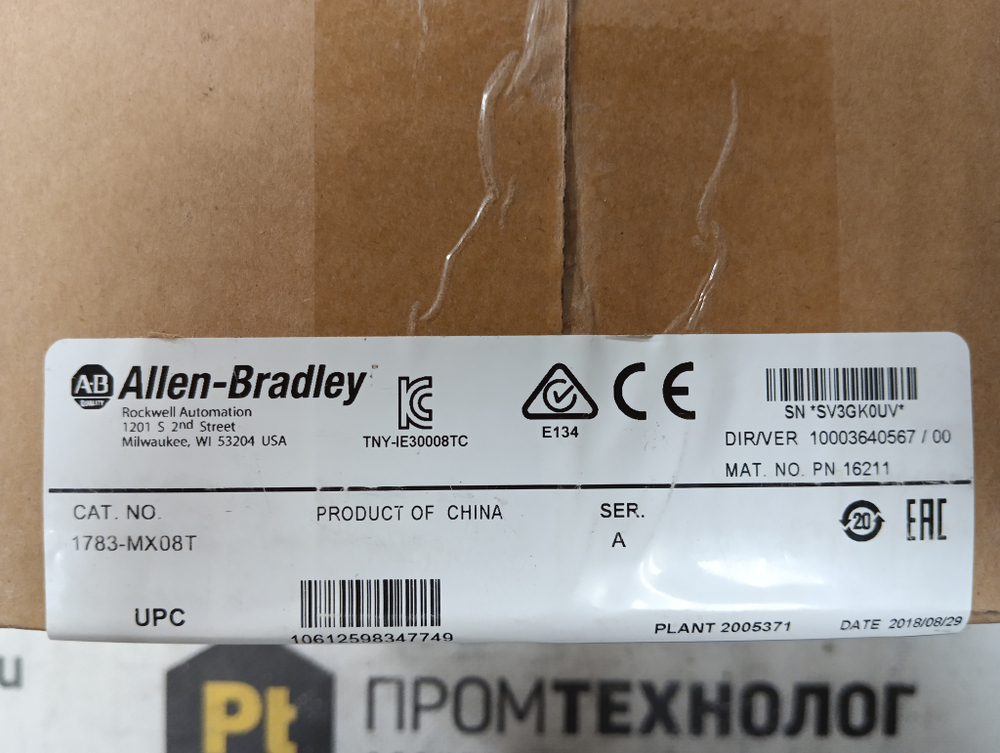 A-B QUALITY Allen-Bradley
Rockwell Automation
1201 S 2nd Street
Milwaukee, WI 53204 USA
TNY-IE30008TC
E134
CE
SN *SV3GK0UV*
DIR/VER 10003640567 / 00
MAT. NO. PN 16211
CAT. NO. PRODUCT OF CHINA SER.
1783-MX08T A
20 EAC
UPC
10612598347749
PLANT 2005371 DATE 2018/08/29
u
Pt ПРОМТЕХНОЛОГ